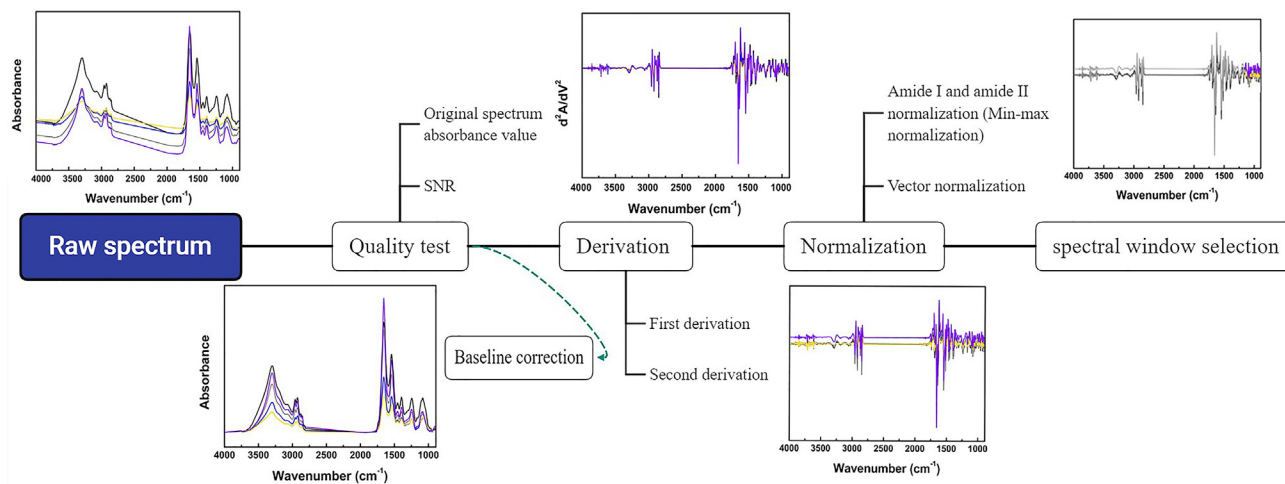 Absorbance
4000 3500 3000 2500 2000 1500 1000
Wavenumber (cm-1)
Original spectrum
absorbance value
SNR
d²A/dV²
4000 3500 3000 2500 2000 1500 1000
Wavenumber (cm-1)
Amide I and amide II
normalization (Min-max
normalization)
Vector normalization
4000 3500 3000 2500 2000 1500 1000
Wavenumber (cm-1)
Raw spectrum
Quality test
Derivation
Normalization
spectral window selection
Absorbance
4000 3500 3000 2500 2000 1500 1000
Wavenumber (cm-1)
Baseline correction
First derivation
Second derivation
4000 3500 3000 2500 2000 1500 1000
Wavenumber (cm-1)